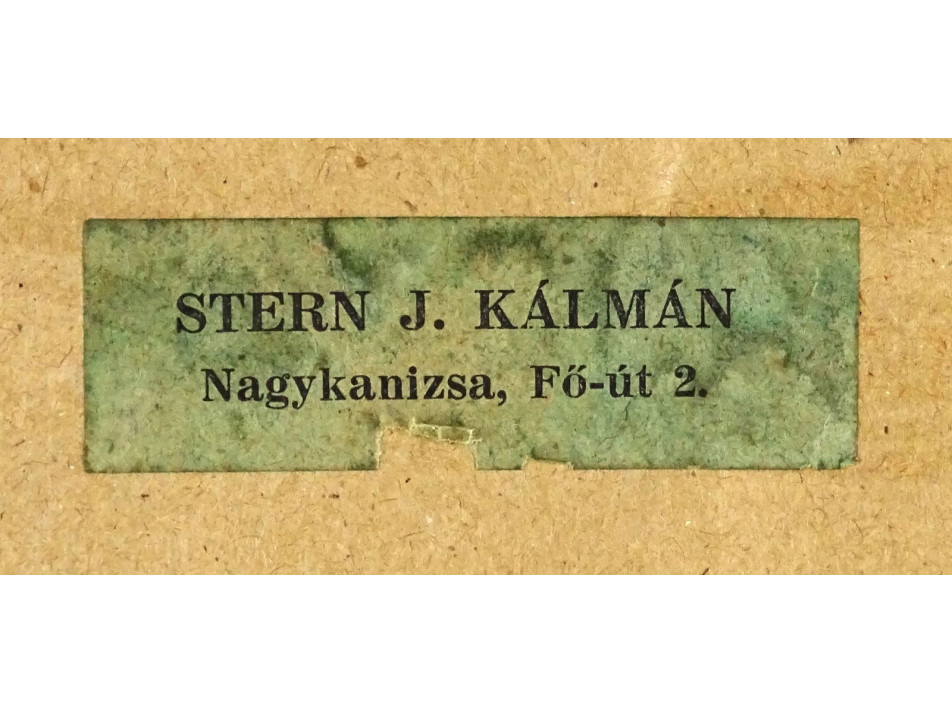 STERN J. KÁLMÁN
Nagykanizsa, Fő-út 2.